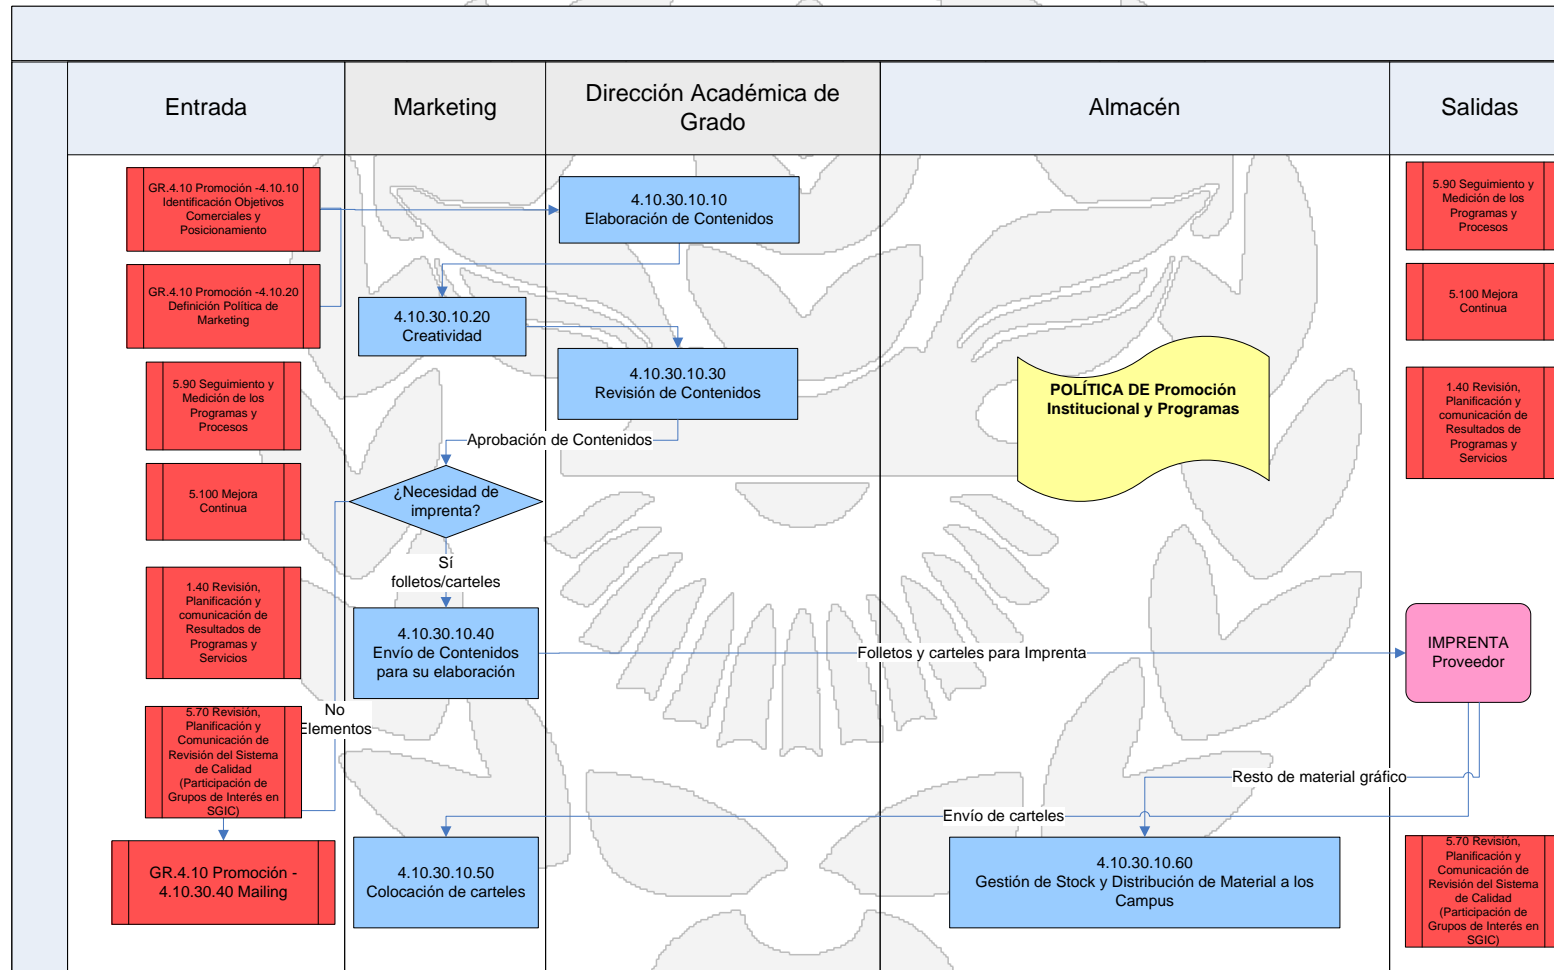 Entrada
Marketing
Dirección Académica de
Grado
Almacén
Salidas
GR.4.10 Promoción -4.10.10
Identificación Objetivos
Comerciales y
Posicionamiento
GR.4.10 Promoción -4.10.20
Definición Política de
Marketing
5.90 Seguimiento y
Medición de los
Programas y
Procesos
5.100 Mejora
Continua
1.40 Revisión,
Planificación y
comunicación de
Resultados de
Programas y
Servicios
5.70 Revisión,
Planificación y
Comunicación de
Revisión del Sistema
de Calidad
(Participación de
Grupos de Interés en
SGIC)
GR.4.10 Promoción -
4.10.30.40 Mailing
4.10.30.10.10
Elaboración de Contenidos
4.10.30.10.20
Creatividad
4.10.30.10.30
Revisión de Contenidos
Aprobación de Contenidos
¿Necesidad de
imprenta?
Sí
folletos/carteles
No
Elementos
4.10.30.10.40
Envío de Contenidos
para su elaboración
Folletos y carteles para Imprenta
IMPRENTA
Proveedor
Resto de material gráfico
Envío de carteles
4.10.30.10.50
Colocación de carteles
4.10.30.10.60
Gestión de Stock y Distribución de Material a los
Campus
POLÍTICA DE Promoción
Institucional y Programas
5.90 Seguimiento y
Medición de los
Programas y
Procesos
5.100 Mejora
Continua
1.40 Revisión,
Planificación y
comunicación de
Resultados de
Programas y
Servicios
5.70 Revisión,
Planificación y
Comunicación de
Revisión del Sistema
de Calidad
(Participación de
Grupos de Interés en
SGIC)